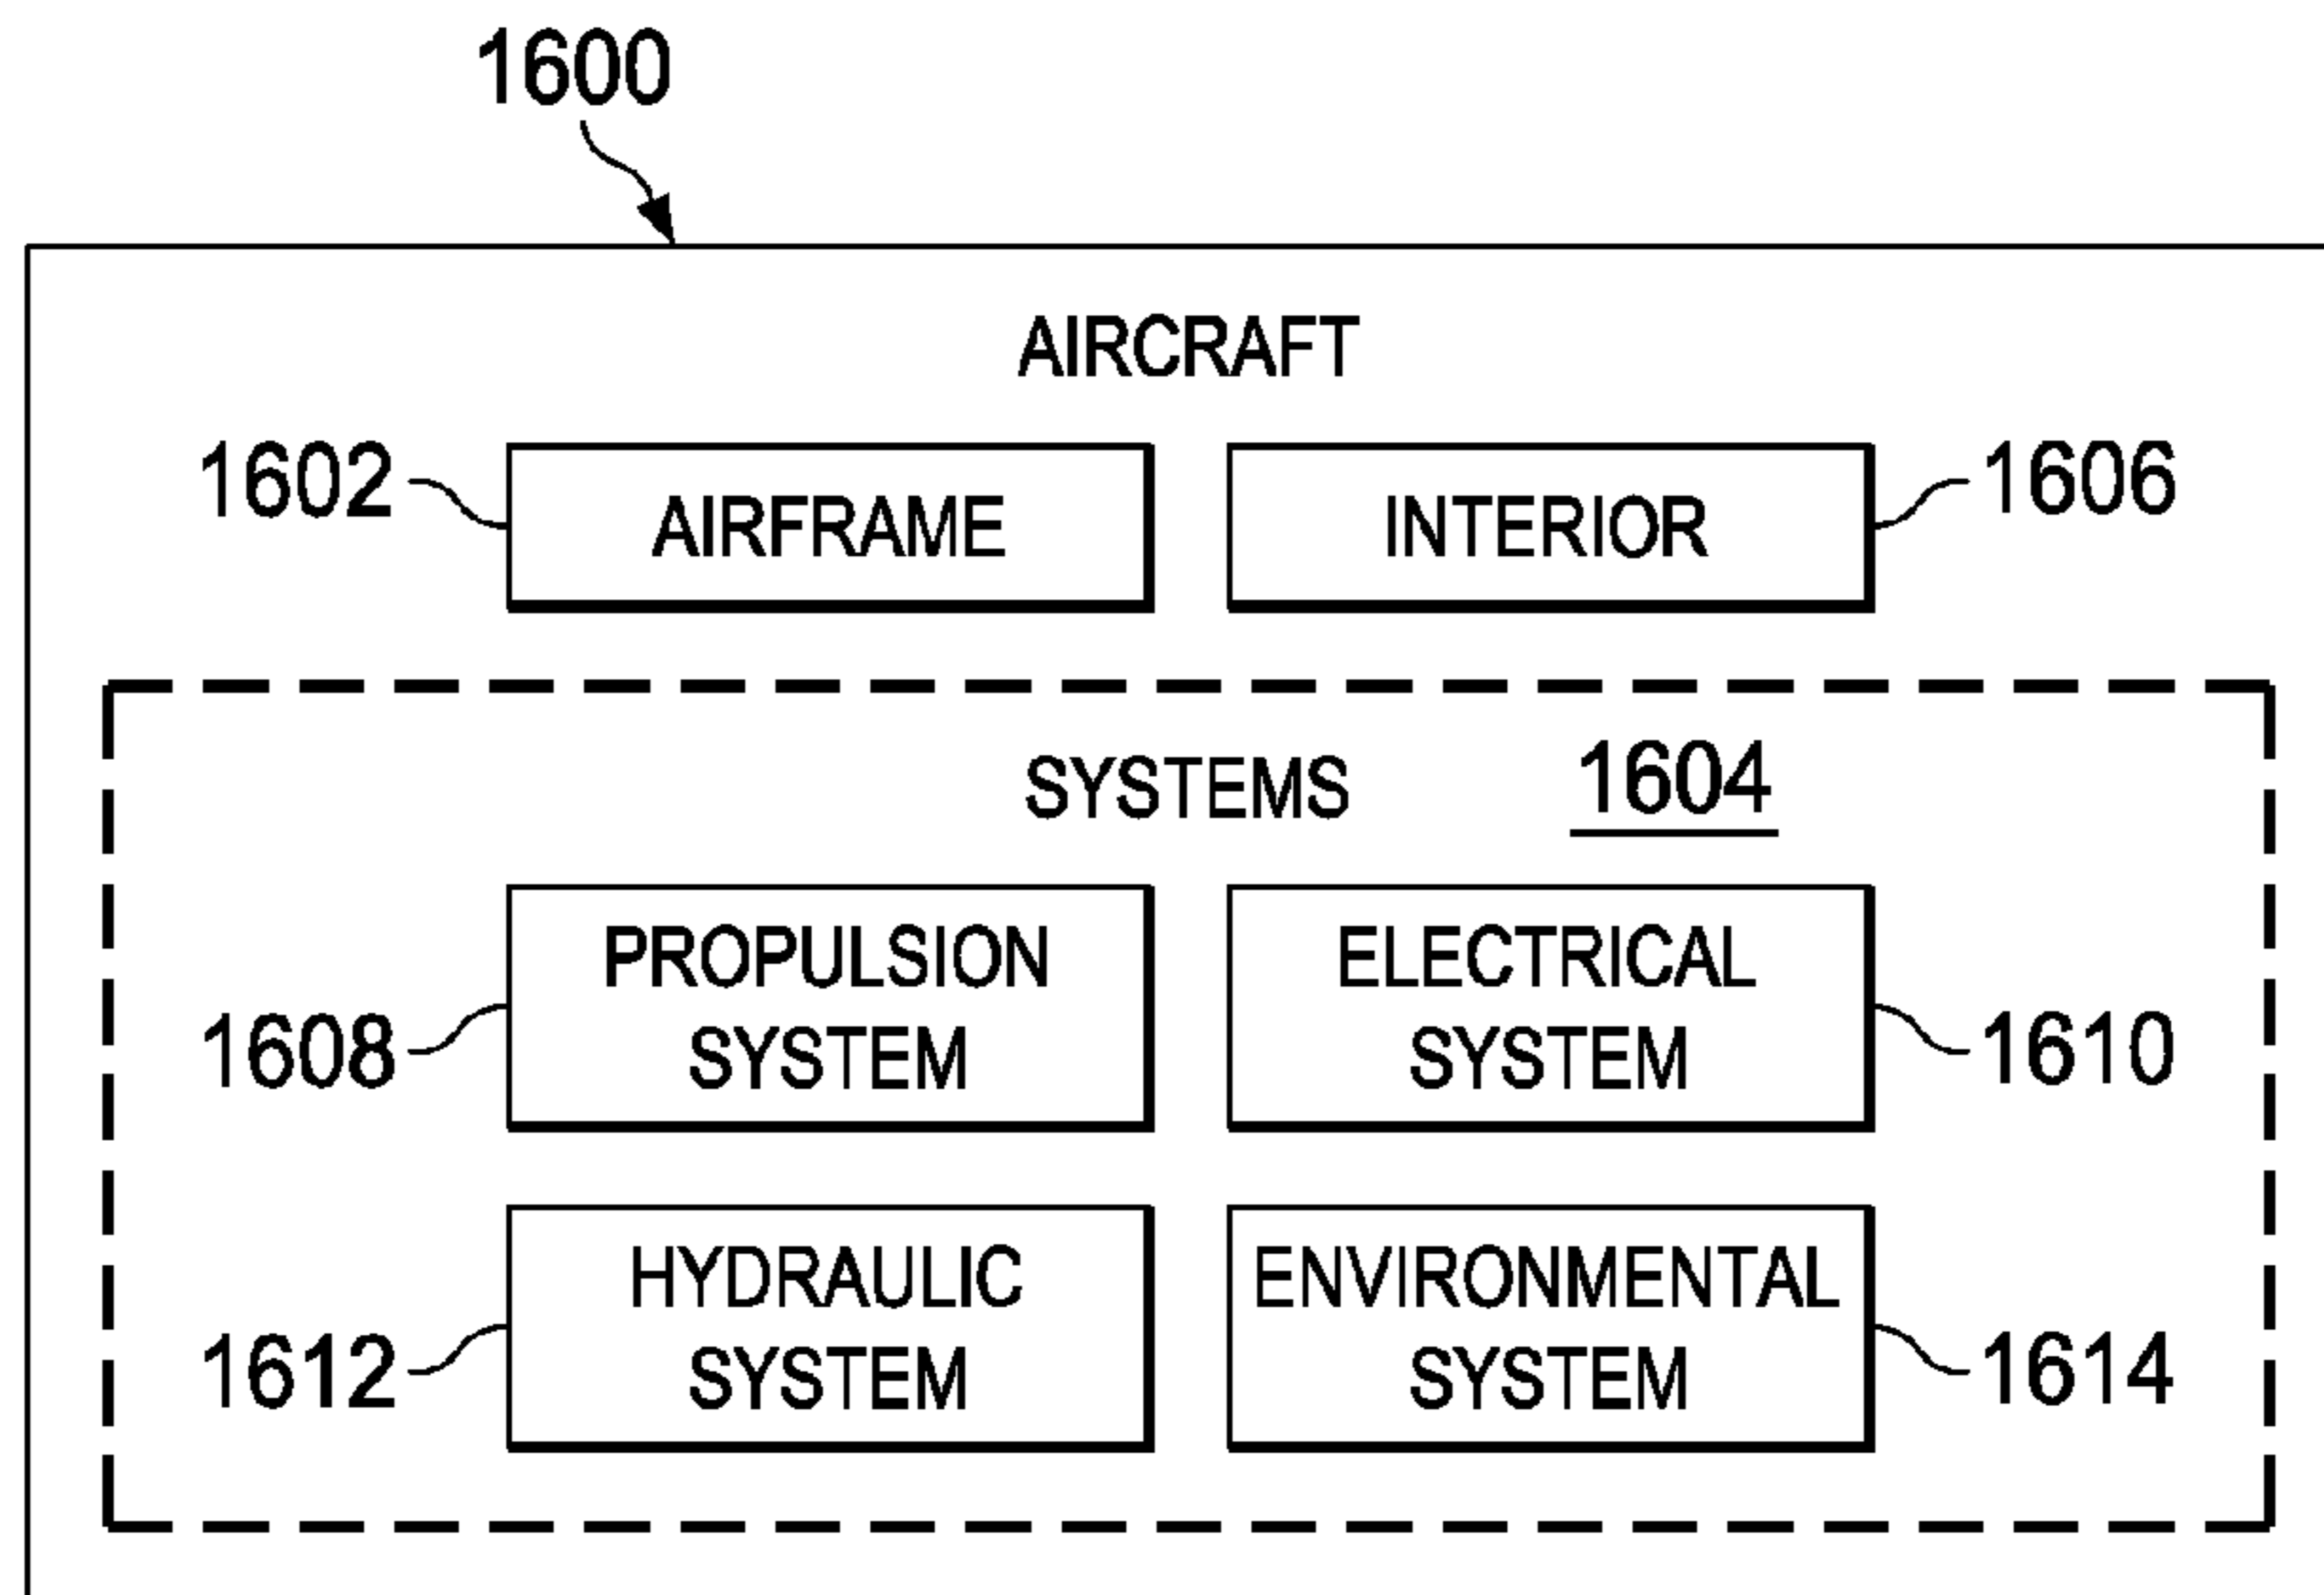 1600
AIRCRAFT
1602 AIRFRAME INTERIOR 1606
SYSTEMS 1604
PROPULSION ELECTRICAL
1608 SYSTEM SYSTEM 1610
HYDRAULIC ENVIRONMENTAL
1612 SYSTEM SYSTEM 1614